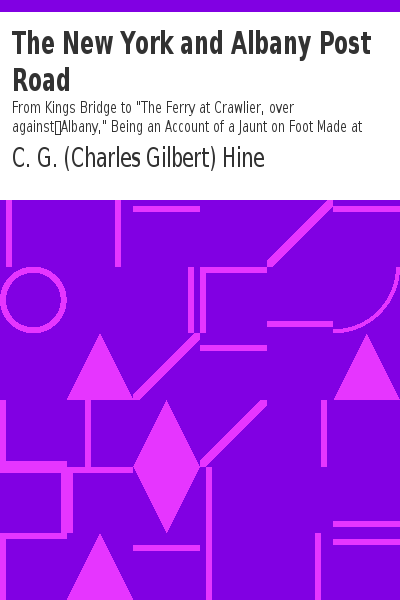 The New York and Albany Post
Road
From Kings Bridge to "The Ferry at Crawlier, over
against▯Albany," Being an Account of a Jaunt on Foot Made at
C. G. (Charles Gilbert) Hine